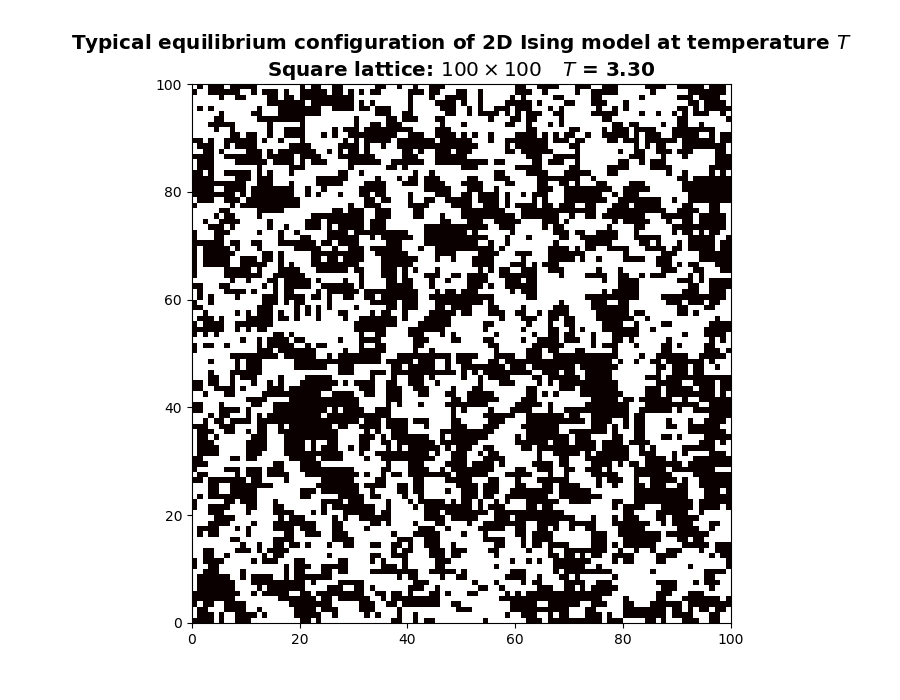 Typical equilibrium configuration of 2D Ising model at temperature T
Square lattice: 100 × 100 T = 3.30
100
80
60
40
20
0
0 20 40 60 80 100